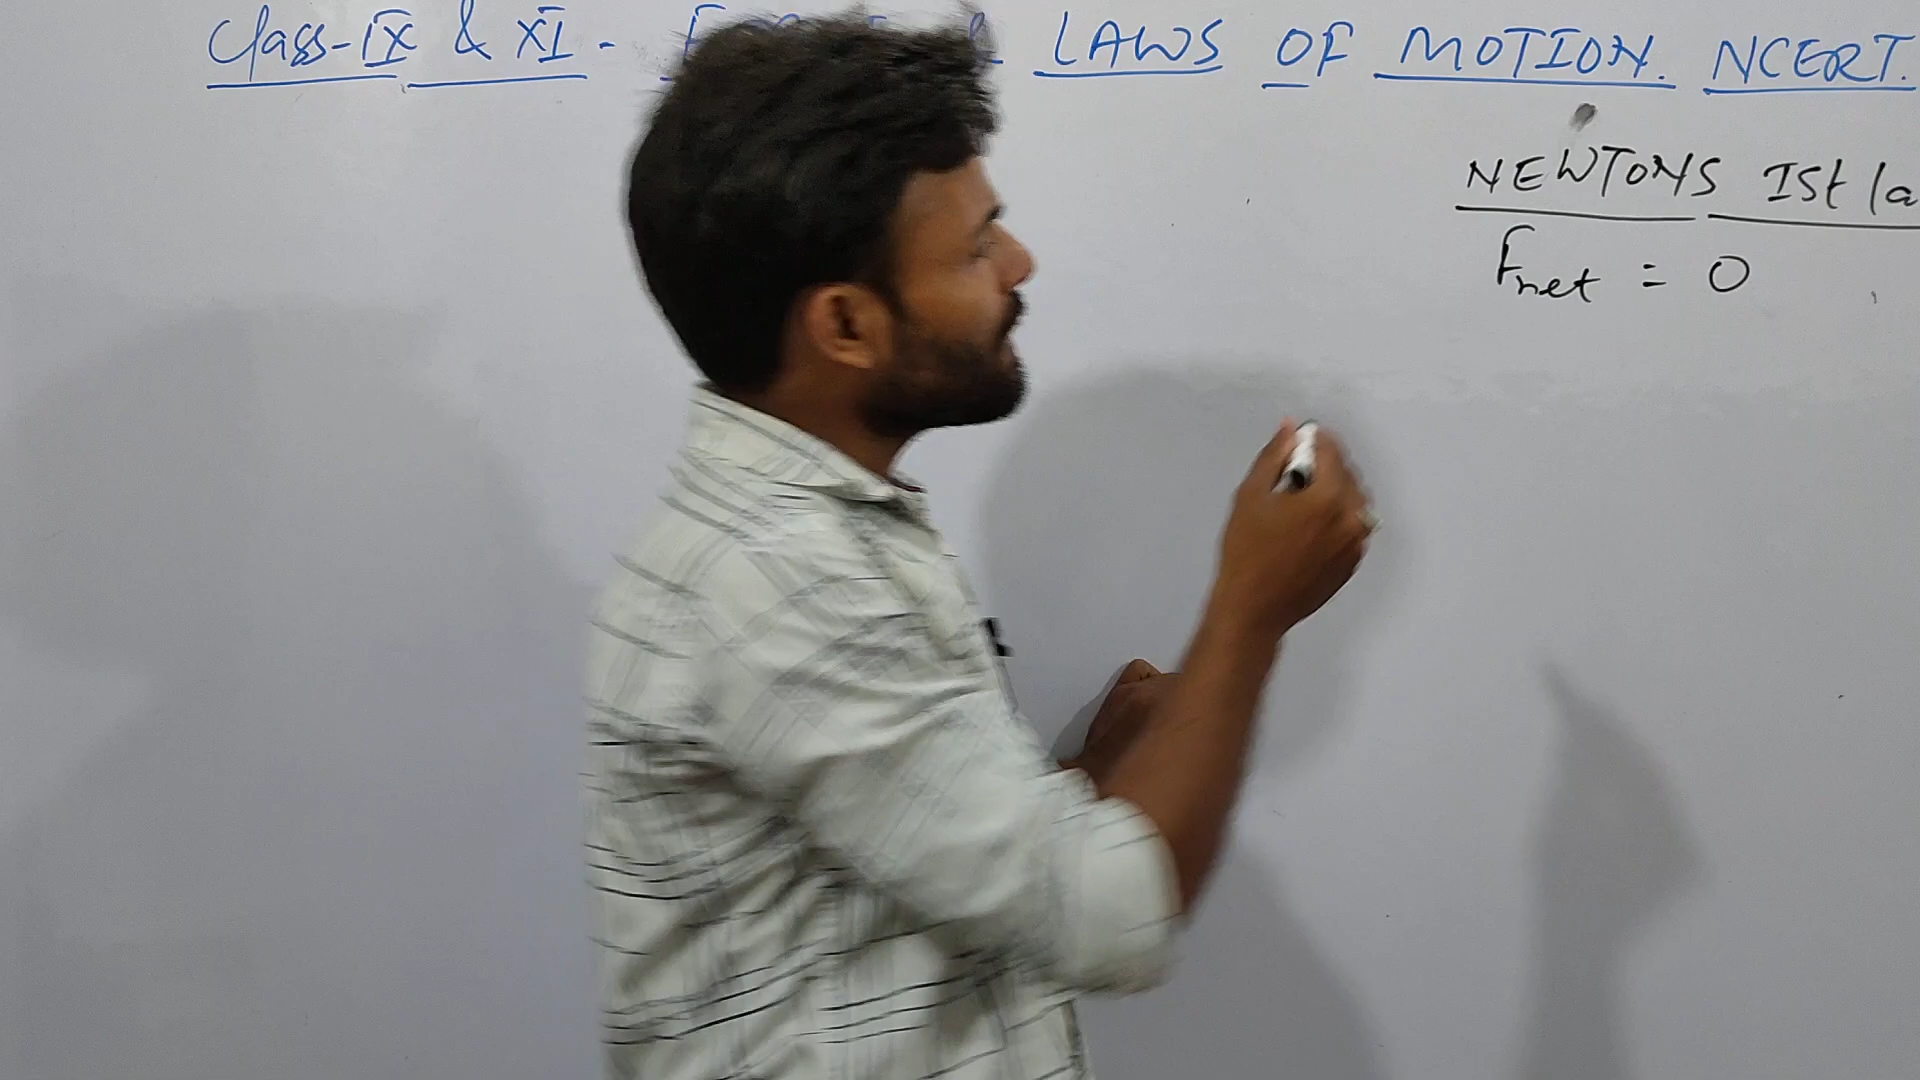 Class-IX & XI - LAWS OF MOTION. NCERT.
NEWTONS Ist la
Fnet = 0